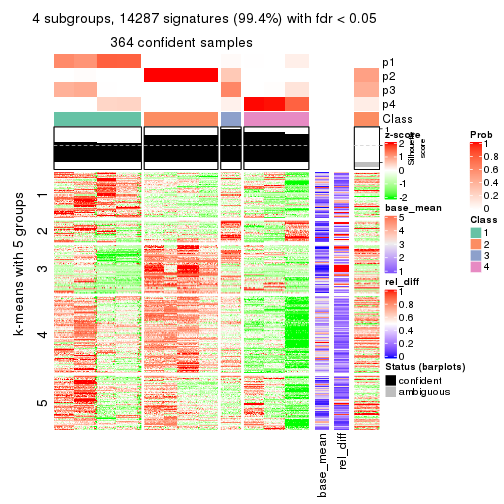 4 subgroups, 14287 signatures (99.4%) with fdr < 0.05
364 confident samples
p1
p2
p3
p4
Class
1
Silhouette
score
k-means with 5 groups
1
2
3
4
5
z-score
2
1
0
-1
-2
base_mean
5
4
3
2
1
rel_diff
1
0.8
0.6
0.4
0.2
0
Status (barplots)
confident
ambiguous
Prob
1
0.8
0.6
0.4
0.2
0
Class
1
2
3
4
base_mean
rel_diff